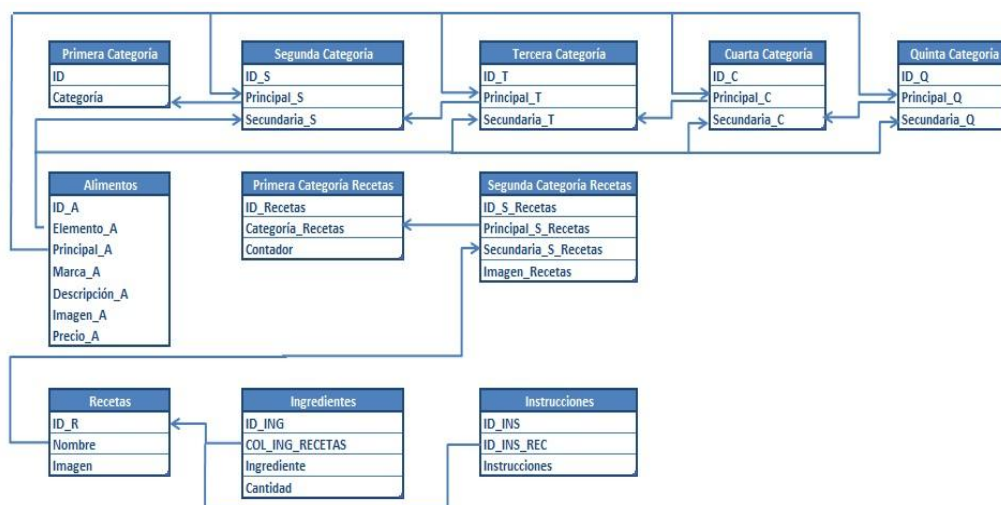 Primera Categoría
ID
Categoría
Segunda Categoría
ID_S
Principal_S
Secundaria_S
Tercera Categoría
ID_T
Principal_T
Secundaria_T
Cuarta Categoría
ID_C
Principal_C
Secundaria_C
Quinta Categoría
ID_Q
Principal_Q
Secundaria_Q
Alimentos
ID_A
Elemento_A
Principal_A
Marca_A
Descripción_A
Imagen_A
Precio_A
Primera Categoría Recetas
ID_Recetas
Categoría_Recetas
Contador
Segunda Categoría Recetas
ID_S_Recetas
Principal_S_Recetas
Secundaria_S_Recetas
Imagen_Recetas
Recetas
ID_R
Nombre
Imagen
Ingredientes
ID_ING
COL_ING_RECETAS
Ingrediente
Cantidad
Instrucciones
ID_INS
ID_INS_REC
Instrucciones